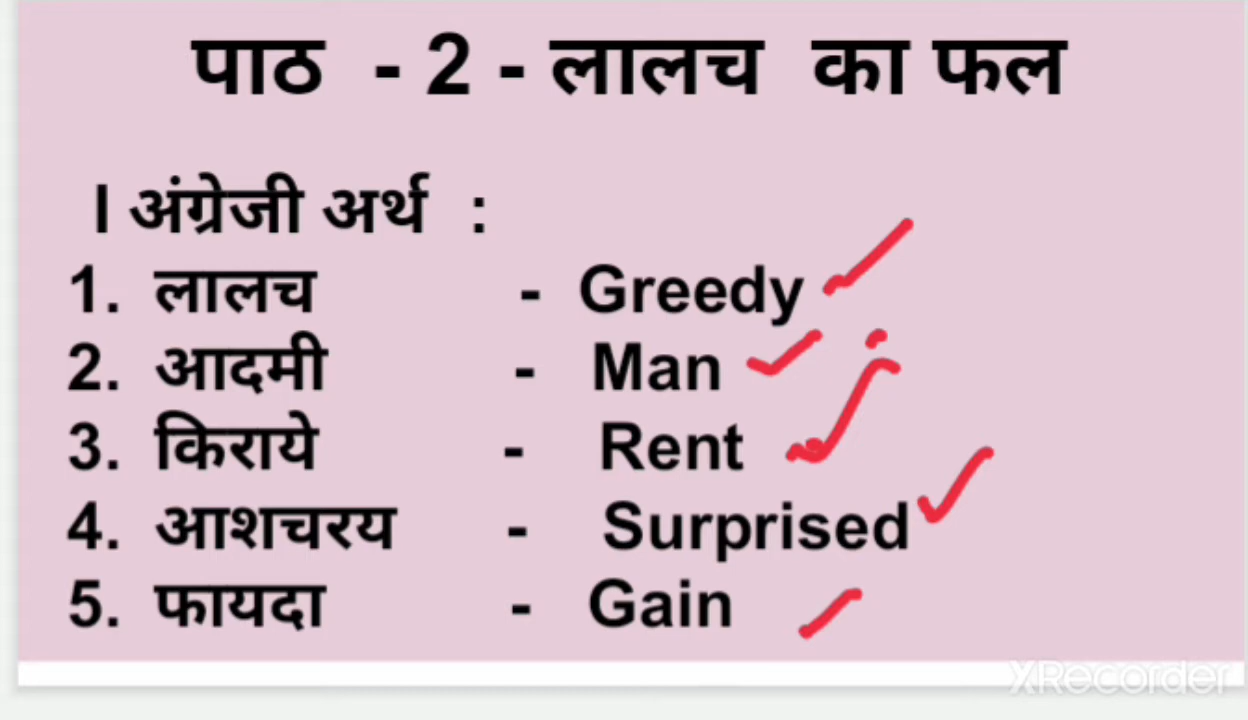 पाठ - 2 - लालच का फल
I अंग्रेजी अर्थ :
1. लालच - Greedy
2. आदमी - Man
3. किराये - Rent
4. आशचरय - Surprised
5. फायदा - Gain
XRecorder